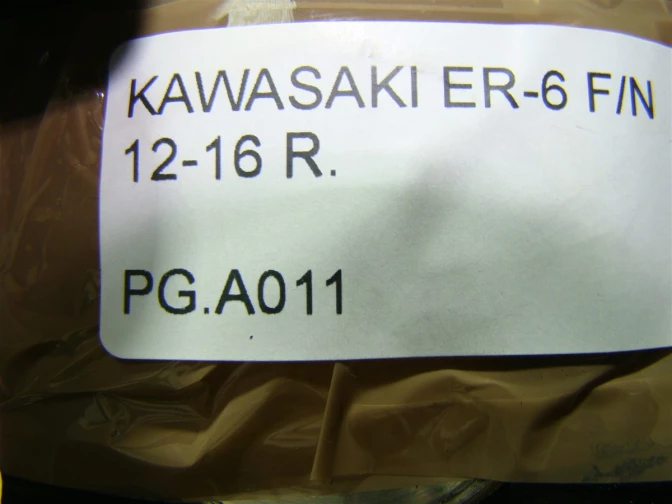 KAWASAKI ER-6 F/N
12-16 R.
PG.A011